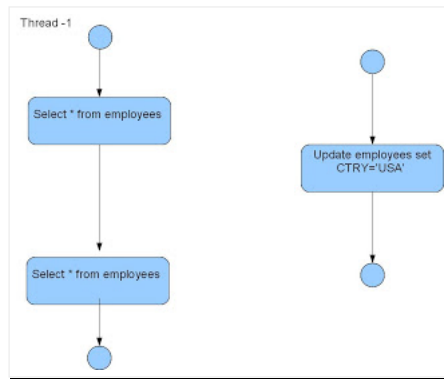 Thread -1
Select * from employees
Update employees set
CTRY='USA'
Select * from employees